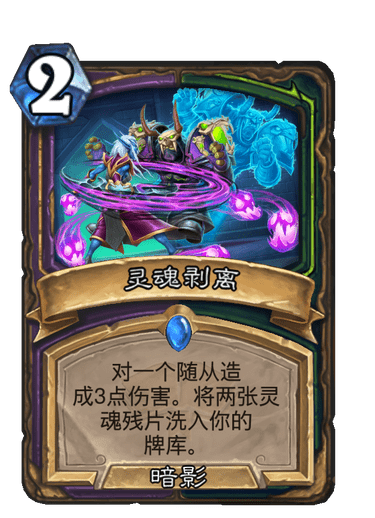 2
灵魂剥离
对一个随从造
成3点伤害。将两张灵
魂残片洗入你的
牌库。
暗影